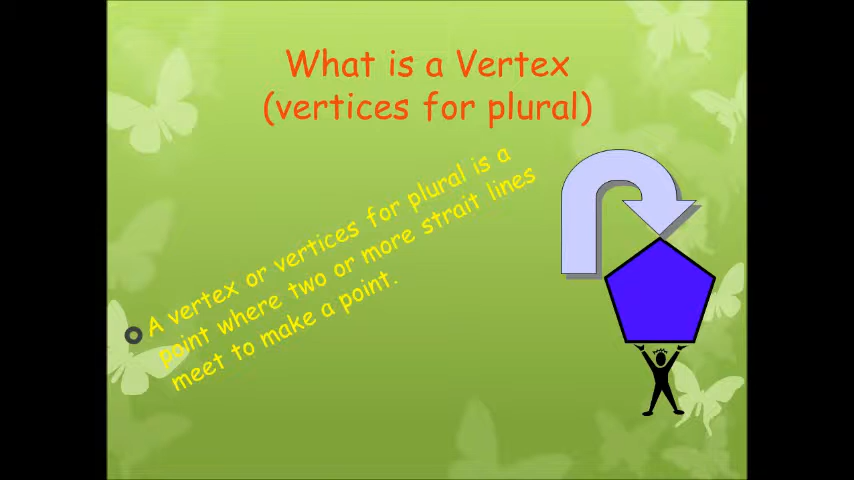 What is a Vertex
(vertices for plural)
A vertex or vertices for plural is a
point where two or more strait lines
meet to make a point.